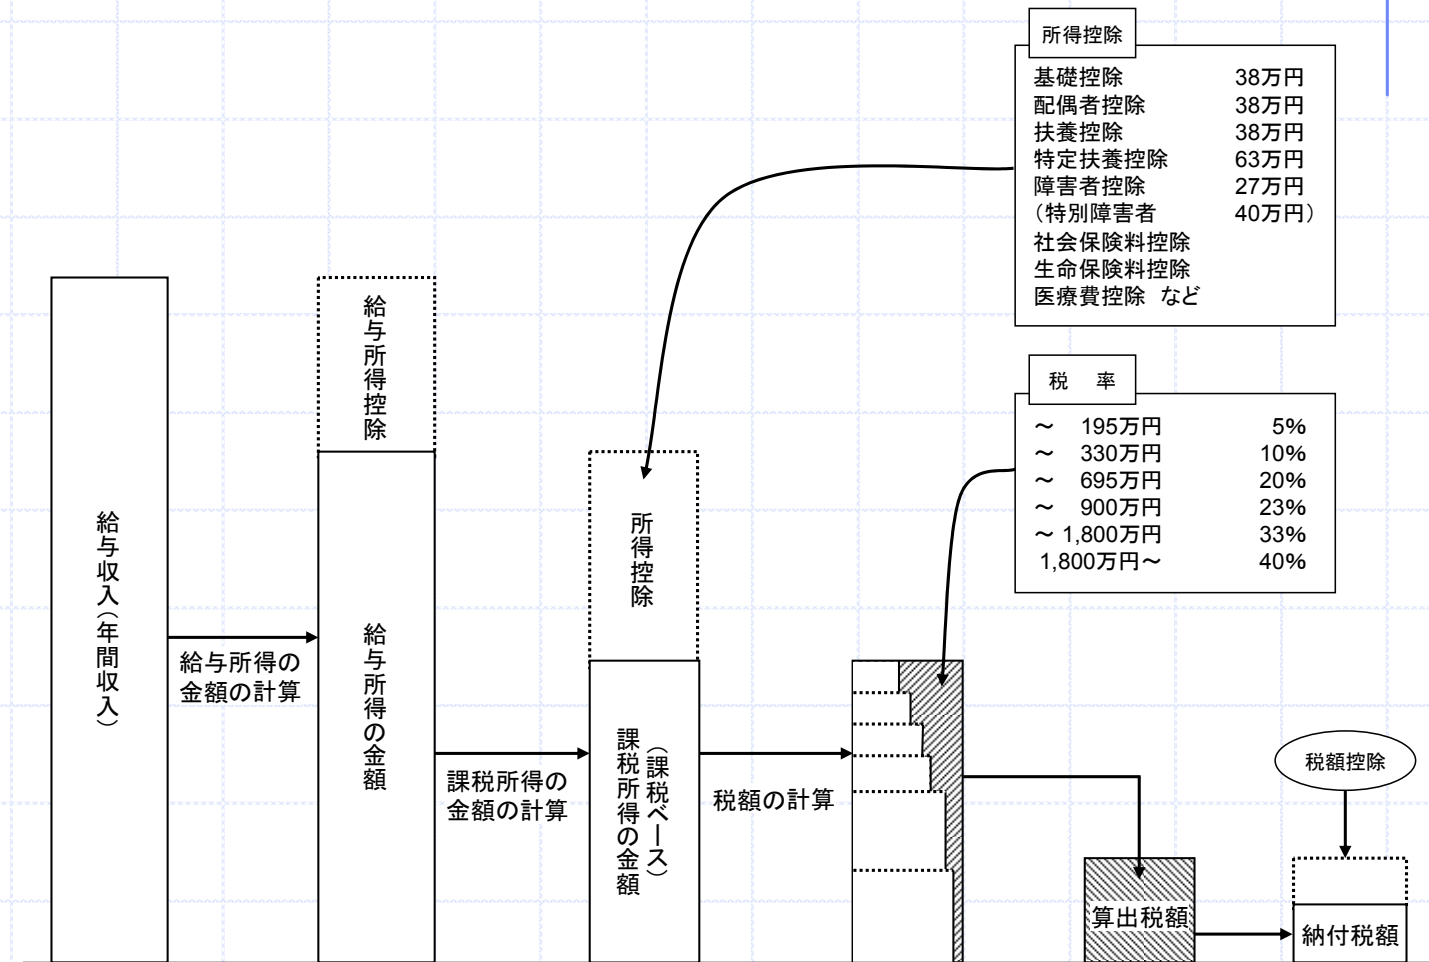 所得控除
基礎控除 38万円
配偶者控除 38万円
扶養控除 38万円
特定扶養控除 63万円
障害者控除 27万円
（特別障害者 40万円）
社会保険料控除
生命保険料控除
医療費控除 など
税 率
～ 195万円 5%
～ 330万円 10%
～ 695万円 20%
～ 900万円 23%
～ 1,800万円 33%
1,800万円～ 40%
給与収入（年間収入）
給与所得の
金額の計算
給与所得控除
給与所得の金額
課税所得の
金額の計算
所得控除
（課税ベース）
課税所得の金額
税額の計算
算出税額
税額控除
納付税額